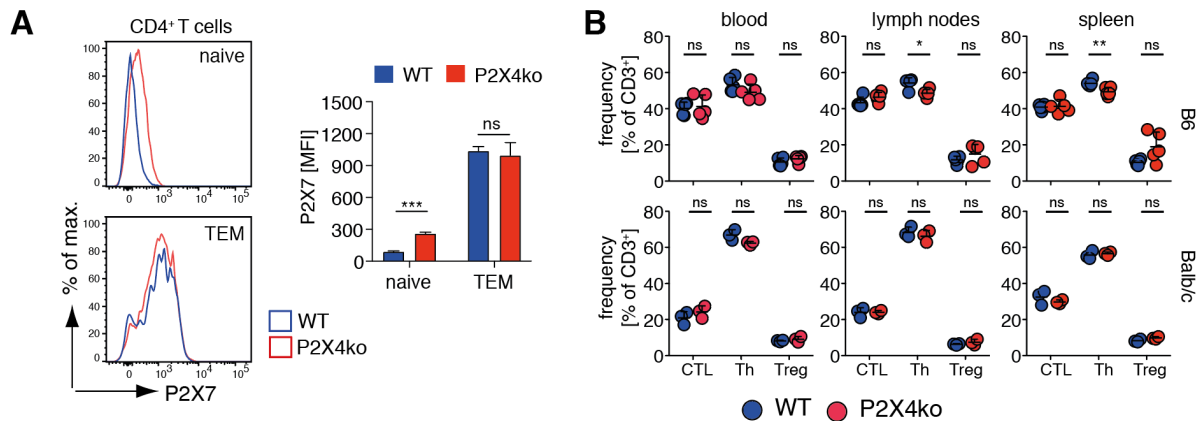 A
CD4+ T cells
naive
100
80
60
40
20
0
0 10³ 10⁴ 10⁵
TEM
100
80
60
40
20
0
0 10³ 10⁴ 10⁵
% of max.
P2X7
WT
P2X4ko
WT P2X4ko
P2X7 [MFI]
1500
1200
900
600
300
0
***
ns
naive TEM
B
blood lymph nodes spleen
frequency
[% of CD3+]
80
60
40
20
0
ns ns ns
ns * ns
ns ** ns
B6
frequency
[% of CD3+]
80
60
40
20
0
ns ns ns
ns ns ns
ns ns ns
Balb/c
CTL Th Treg
CTL Th Treg
CTL Th Treg
WT P2X4ko